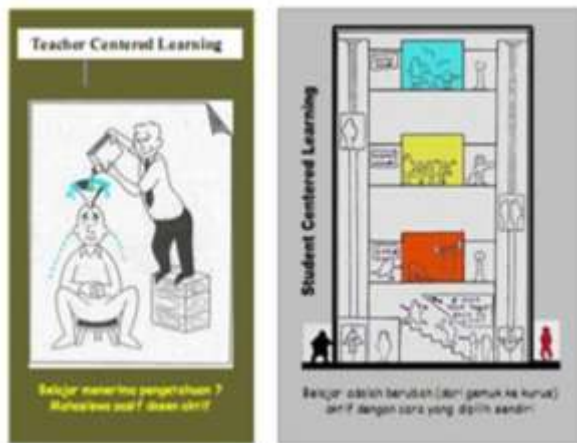 Teacher Centered Learning
Belajar menerima pengetahuan ?
Mahasiswa pasif dosen aktif
Student Centered Learning
Belajar adalah berubah (dari gemuk ke kurus)
aktif dengan cara yang dipilih sendiri